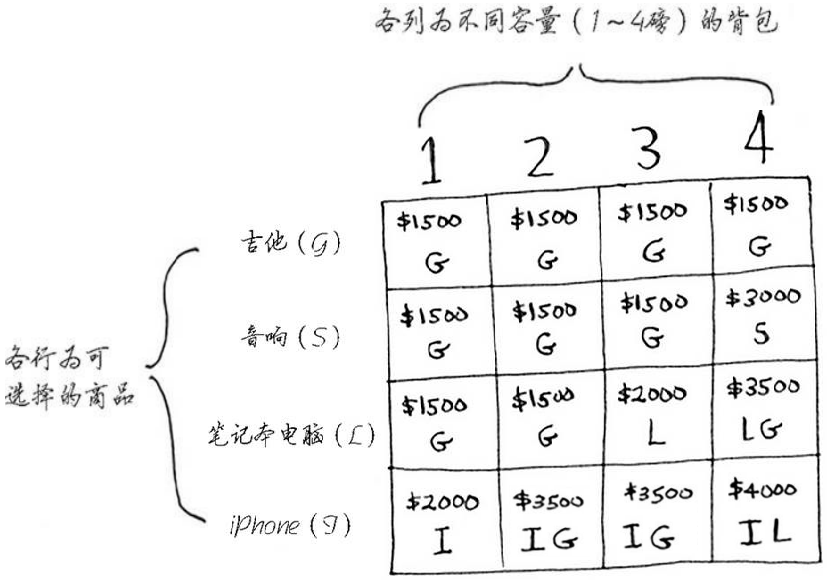 各列为不同容量(1～4磅)的背包
1 2 3 4
吉他(G) $1500 $1500 $1500 $1500
G G G G
音响(S) $1500 $1500 $1500 $3000
G G G S
各行为可
选择的商品
笔记本电脑(L) $1500 $1500 $2000 $3500
G G L LG
iPhone(I) $2000 $3500 $3500 $4000
I IG IG IL